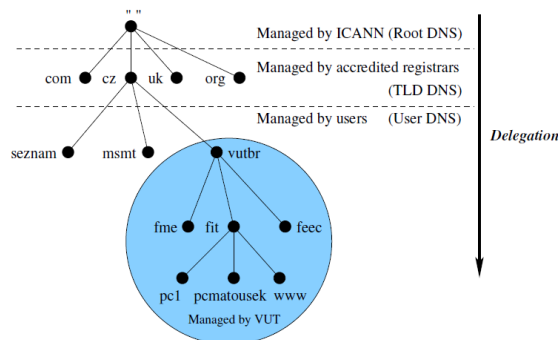 " "
Managed by ICANN (Root DNS)
com cz uk org
Managed by accredited registrars
(TLD DNS)
Managed by users (User DNS)
Delegation
seznam msmt vutbr
fme fit feec
pc1 pcmatousek www
Managed by VUT